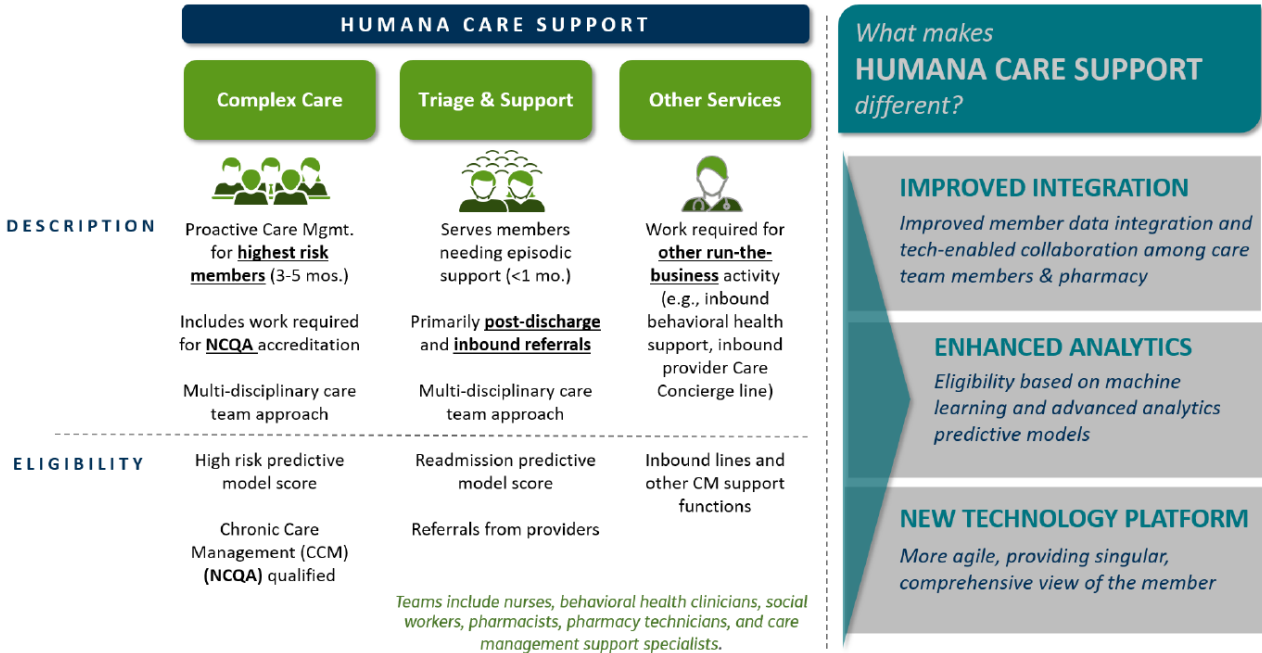 HUMANA CARE SUPPORT
Complex Care
Triage & Support
Other Services
DESCRIPTION
Proactive Care Mgmt.
for highest risk
members (3-5 mos.)
Includes work required
for NCQA accreditation
Multi-disciplinary care
team approach
Serves members
needing episodic
support (<1 mo.)
Primarily post-discharge
and inbound referrals
Multi-disciplinary care
team approach
Work required for
other run-the-
business activity
(e.g., inbound
behavioral health
support, inbound
provider Care
Concierge line)
ELIGIBILITY
High risk predictive
model score
Chronic Care
Management (CCM)
(NCQA) qualified
Readmission predictive
model score
Referrals from providers
Inbound lines and
other CM support
functions
Teams include nurses, behavioral health clinicians, social
workers, pharmacists, pharmacy technicians, and care
management support specialists.
What makes
HUMANA CARE SUPPORT
different?
IMPROVED INTEGRATION
Improved member data integration and
tech-enabled collaboration among care
team members & pharmacy
ENHANCED ANALYTICS
Eligibility based on machine
learning and advanced analytics
predictive models
NEW TECHNOLOGY PLATFORM
More agile, providing singular,
comprehensive view of the member